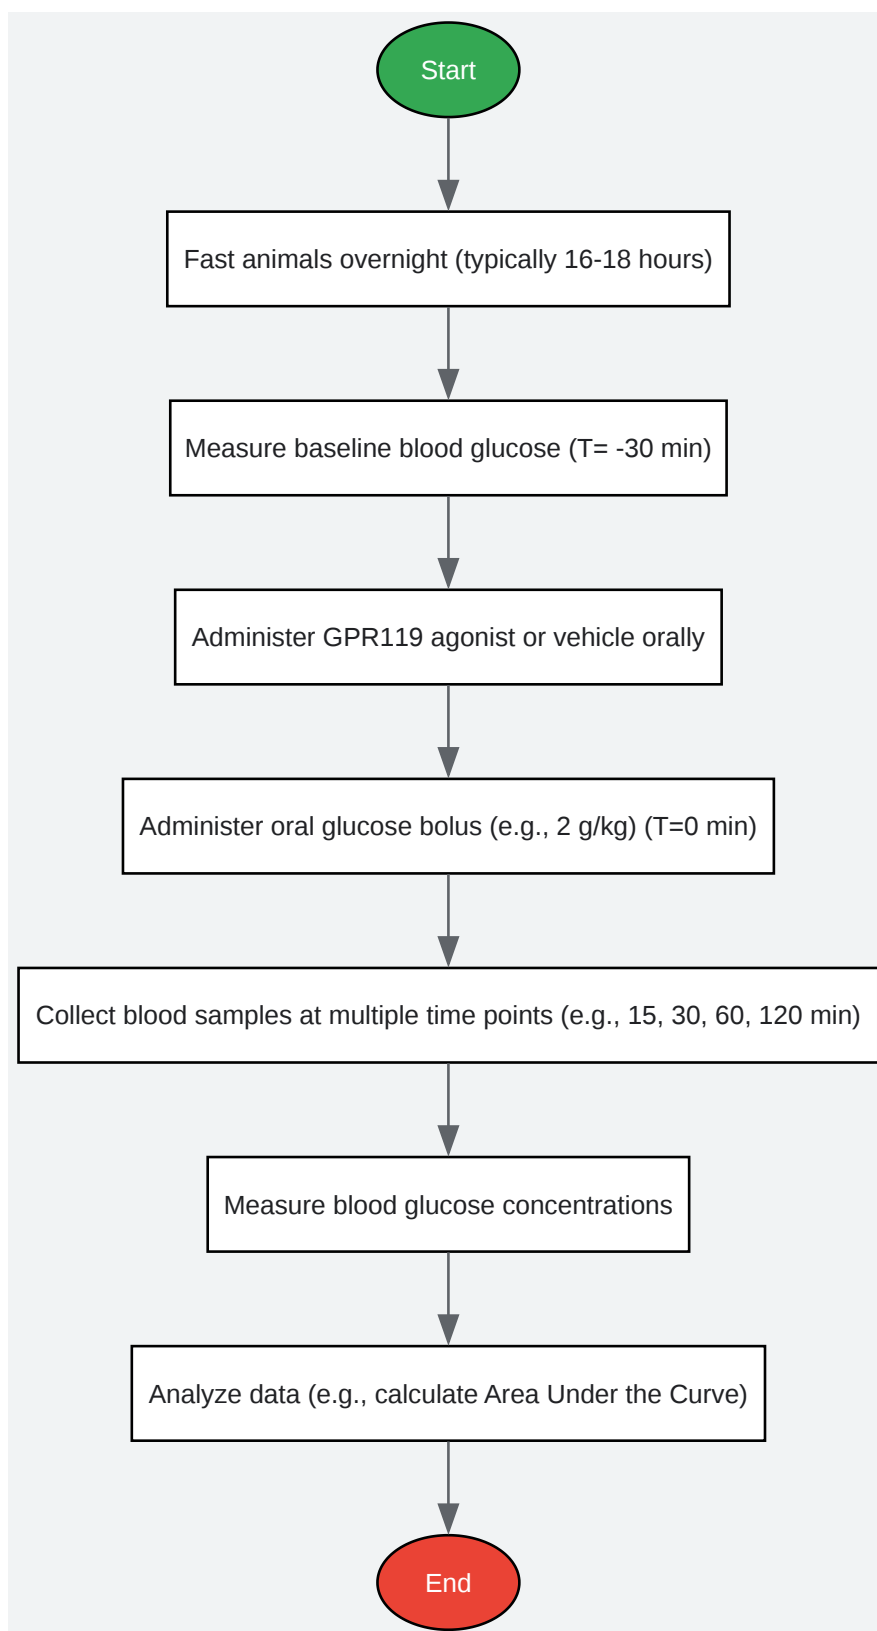 Start
Fast animals overnight (typically 16-18 hours)
Measure baseline blood glucose (T= -30 min)
Administer GPR119 agonist or vehicle orally
Administer oral glucose bolus (e.g., 2 g/kg) (T=0 min)
Collect blood samples at multiple time points (e.g., 15, 30, 60, 120 min)
Measure blood glucose concentrations
Analyze data (e.g., calculate Area Under the Curve)
End